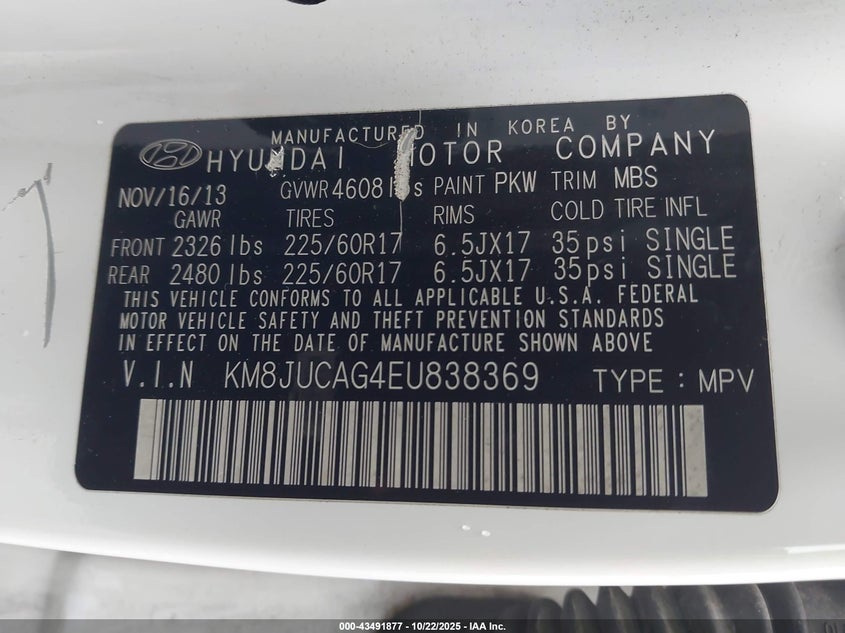 MANUFACTURED IN KOREA BY
HYUNDAI MOTOR COMPANY
NOV/16/13 GVWR 4608 lbs PAINT PKW TRIM MBS
GAWR TIRES RIMS COLD TIRE INFL
FRONT 2326 lbs 225/60R17 6.5JX17 35psi SINGLE
REAR 2480 lbs 225/60R17 6.5JX17 35psi SINGLE
THIS VEHICLE CONFORMS TO ALL APPLICABLE U.S.A. FEDERAL
MOTOR VEHICLE SAFETY AND THEFT PREVENTION STANDARDS
IN EFFECT ON THE DATE OF MANUFACTURE SHOWN ABOVE
V.I.N KM8JUCAG4EU838369 TYPE : MPV
000-43491877 - 10/22/2025 - IAA Inc.